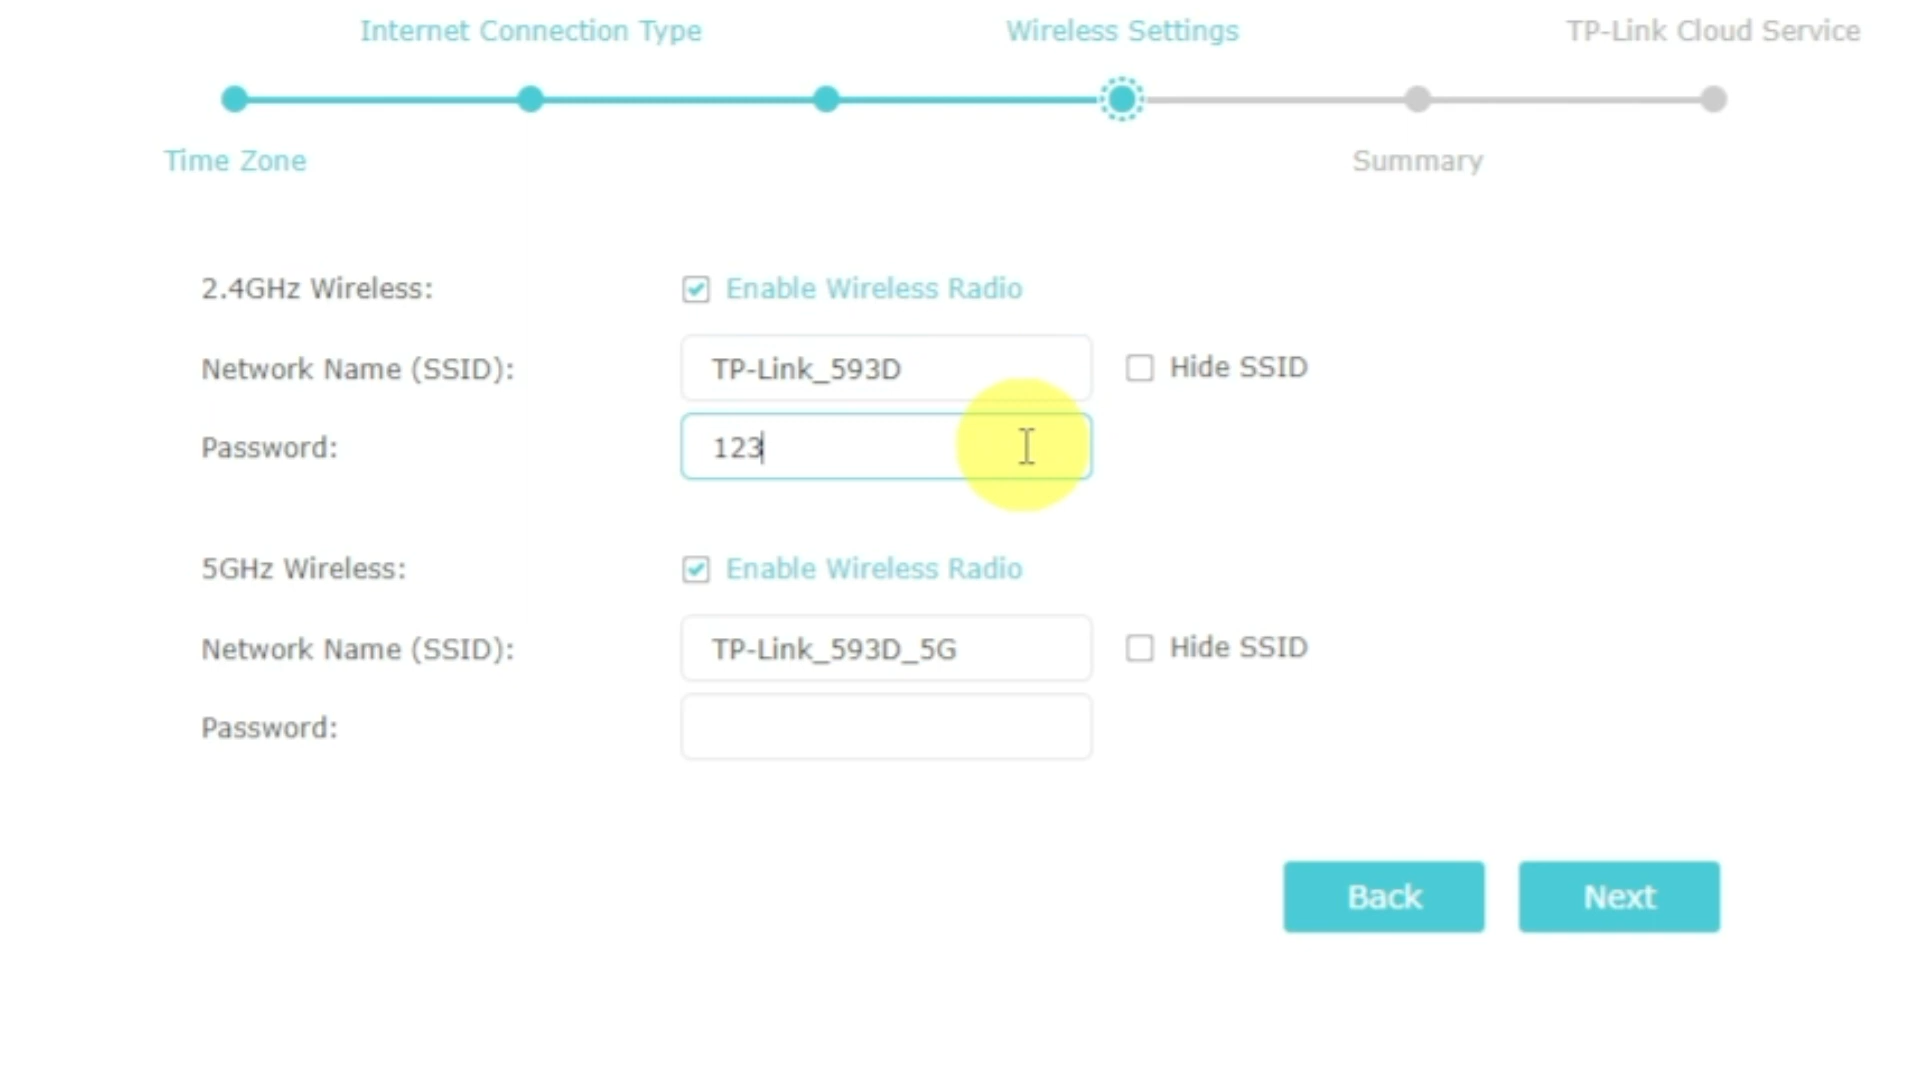 Internet Connection Type Wireless Settings TP-Link Cloud Service
Time Zone Summary
2.4GHz Wireless: Enable Wireless Radio
Network Name (SSID): TP-Link_593D Hide SSID
Password: 123
5GHz Wireless: Enable Wireless Radio
Network Name (SSID): TP-Link_593D_5G Hide SSID
Password:
Back Next